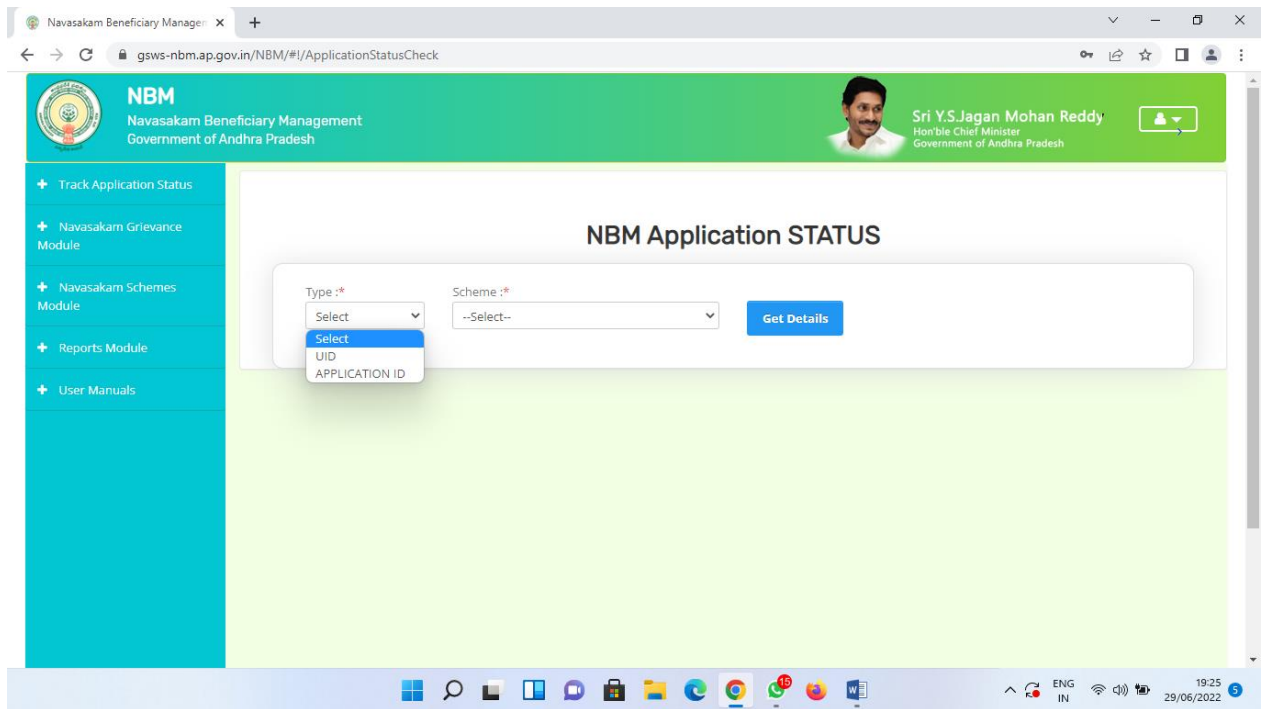 Navasakam Beneficiary Managem
gsws-nbm.ap.gov.in/NBM/#!/ApplicationStatusCheck
NBM
Navasakam Beneficiary Management
Government of Andhra Pradesh
Sri Y.S.Jagan Mohan Reddy
Hon'ble Chief Minister
Government of Andhra Pradesh
Track Application Status
Navasakam Grievance
Module
Navasakam Schemes
Module
Reports Module
User Manuals
NBM Application STATUS
Type :*
Scheme :*
Select
--Select--
Get Details
Select
UID
APPLICATION ID
15
ENG
IN
19:25
29/06/2022
5